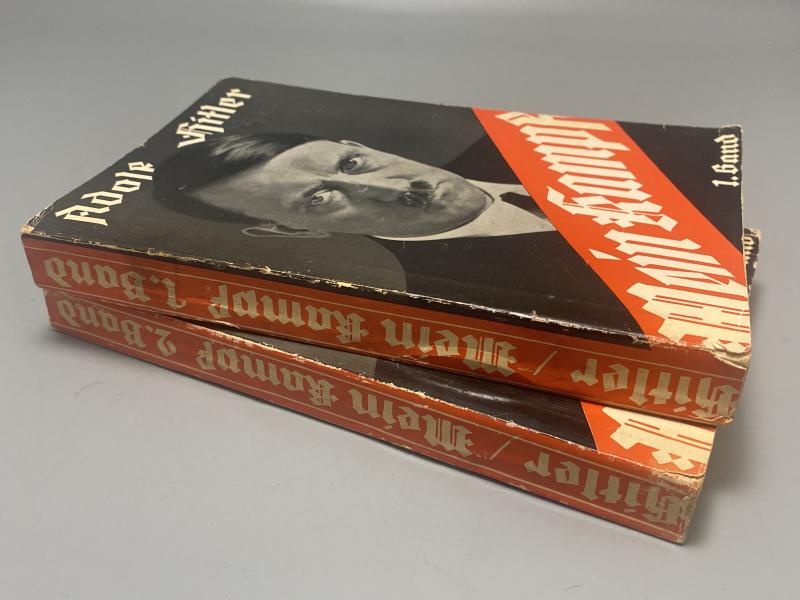 Adolf Hitler
Mein Kampf
1. Band
Hitler / Mein Kampf 1. Band
Hitler / Mein Kampf 2. Band